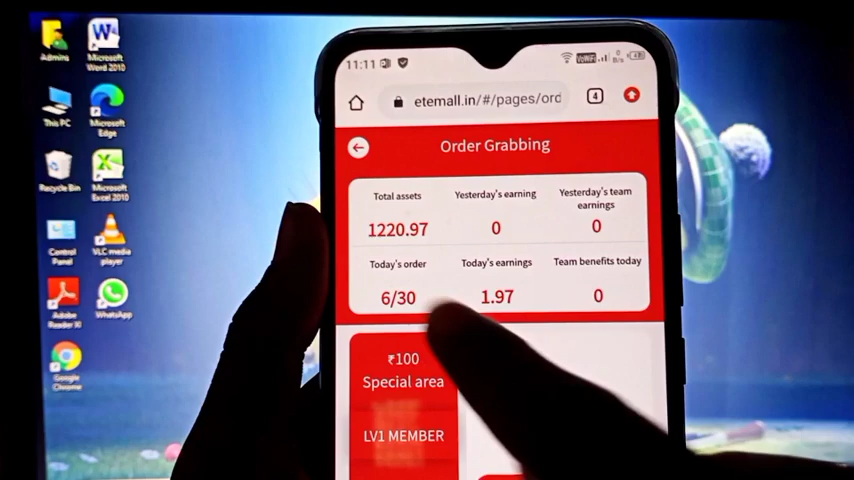 Admins
Microsoft
Word 2010
This PC
Microsoft
Edge
Recycle Bin
Microsoft
Excel 2010
Control
Panel
VLC media
player
Adobe
Reader XI
WhatsApp
Google
Chrome
11:11
VoWiFi
0
B/s
etemall.in/#/pages/ord
4
Order Grabbing
Total assets
Yesterday's earning
Yesterday's team
earnings
1220.97
0
0
Today's order
Today's earnings
Team benefits today
6/30
1.97
0
₹100
Special area
LV1 MEMBER